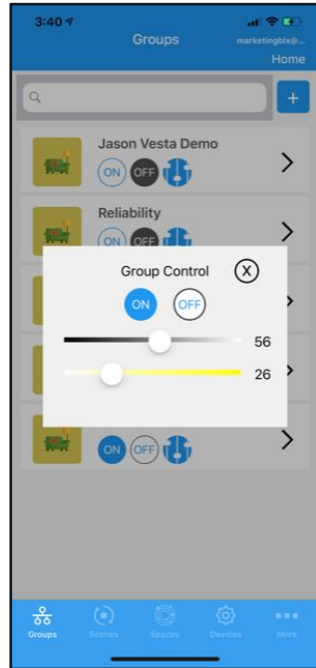 3:40
Groups
marketingblx@...
Home
+
Jason Vesta Demo
ON OFF
Reliability
ON OFF
Group Control X
ON OFF
56
26
ON OFF
Groups Scenes Spaces Devices More